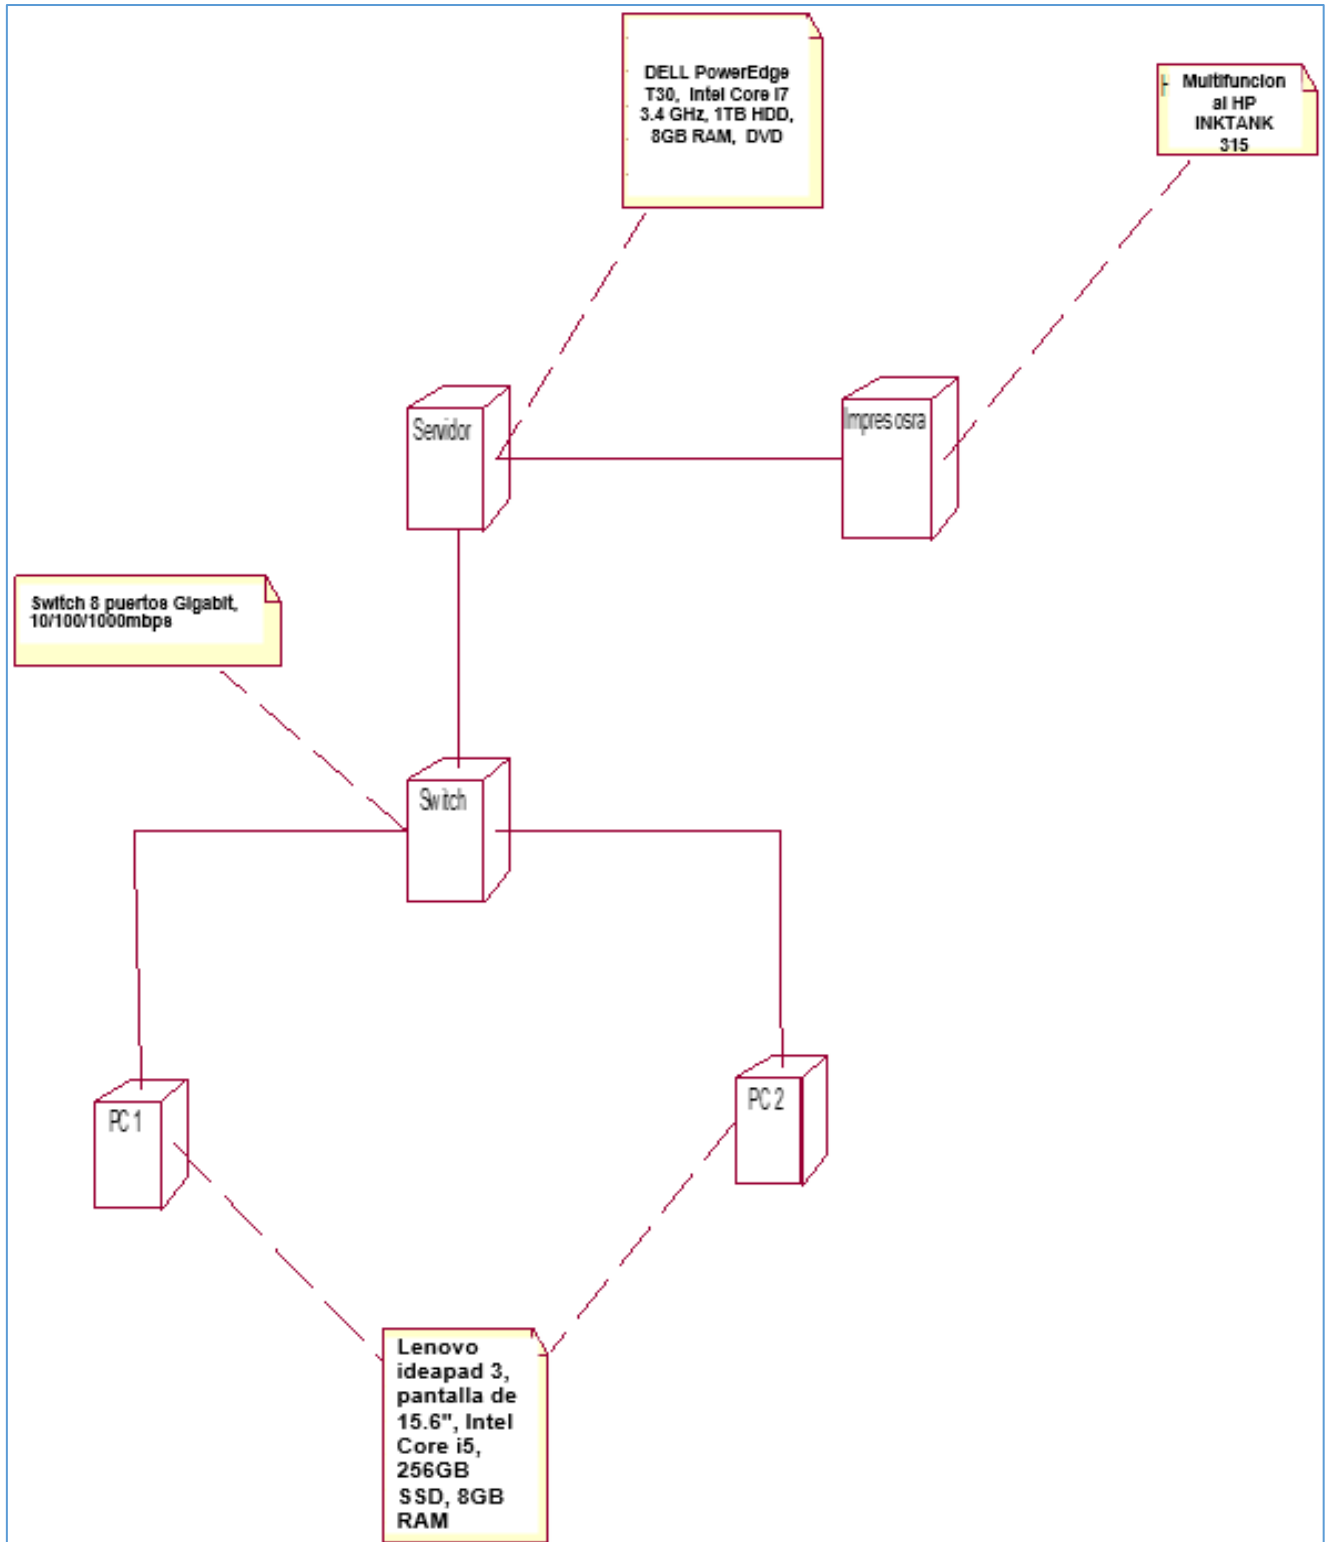 DELL PowerEdge
T30, Intel Core I7
3.4 GHz, 1TB HDD,
8GB RAM, DVD
Multifuncion
al HP
INKTANK
315
Servidor
Impresosra
Switch 8 puertos Gigabit,
10/100/1000mbps
Switch
PC 1
PC 2
Lenovo
ideapad 3,
pantalla de
15.6", Intel
Core i5,
256GB
SSD, 8GB
RAM